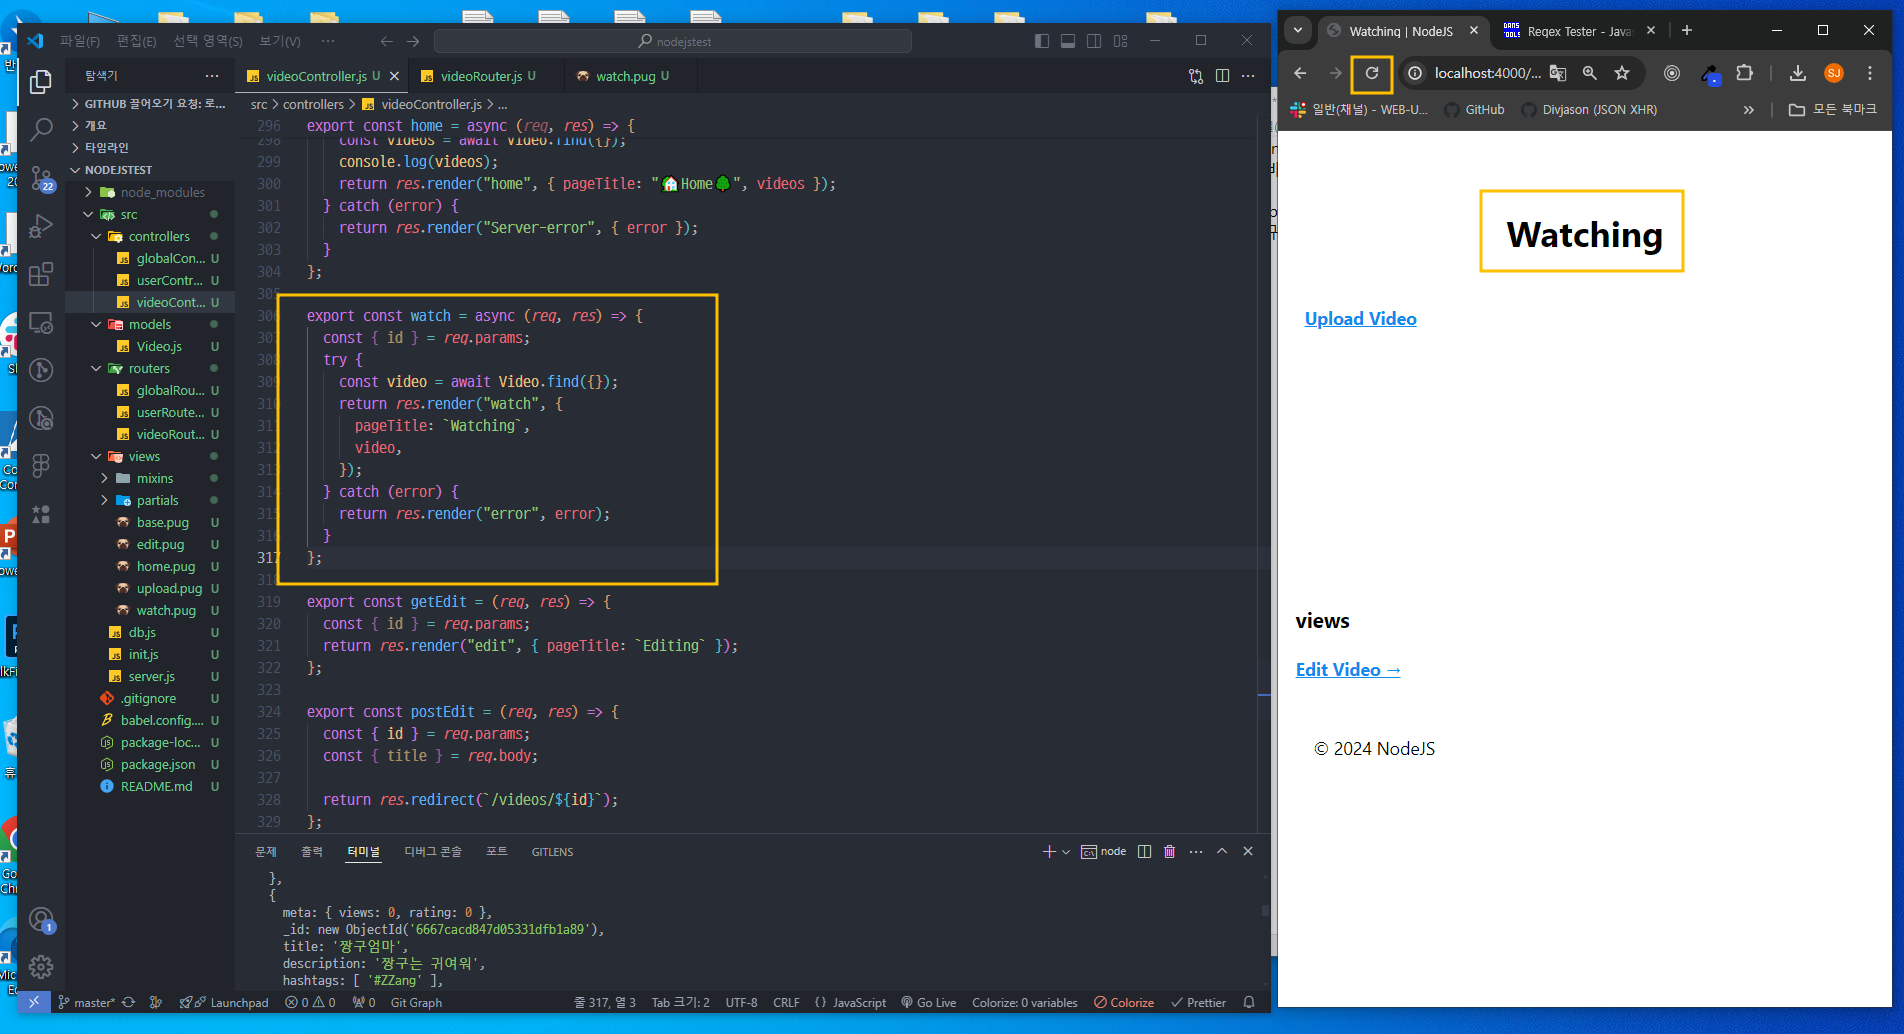 파일(F) 편집(E) 선택 영역(S) 보기(V) ···
nodejstest
탐색기
GITHUB 끌어오기 요청: 로...
개요
타임라인
NODEJSTEST
node_modules
src
controllers
globalCon... U
userContr... U
videoCont... U
models
Video.js U
routers
globalRou... U
userRoute... U
videoRout... U
views
mixins
partials
base.pug U
edit.pug U
home.pug U
upload.pug U
watch.pug U
db.js U
init.js U
server.js U
.gitignore U
babel.config.... U
package-loc... U
package.json U
README.md U
22
1
videoController.js U
videoRouter.js U
watch.pug U
src > controllers > videoController.js > ...
296 export const home = async (req, res) => {
298 const videos = await Video.find({});
299 console.log(videos);
300 return res.render("home", { pageTitle: "🏠Home🌳", videos });
301 } catch (error) {
302 return res.render("Server-error", { error });
303 }
304 };
305
306 export const watch = async (req, res) => {
307 const { id } = req.params;
308 try {
309 const video = await Video.find({});
310 return res.render("watch", {
311 pageTitle: `Watching`,
312 video,
313 });
314 } catch (error) {
315 return res.render("error", error);
316 }
317 };
318
319 export const getEdit = (req, res) => {
320 const { id } = req.params;
321 return res.render("edit", { pageTitle: `Editing` });
322 };
323
324 export const postEdit = (req, res) => {
325 const { id } = req.params;
326 const { title } = req.body;
327
328 return res.redirect(`/videos/${id}`);
329 };
문제 출력 터미널 디버그 콘솔 포트 GITLENS
node
},
{
meta: { views: 0, rating: 0 },
_id: new ObjectId('6667cacd847d05331dfb1a89'),
title: '짱구엄마',
description: '짱구는 귀여워',
hashtags: [ '#ZZang' ],
master* Launchpad 0 0 0 Git Graph
줄 317, 열 3 Tab 크기: 2 UTF-8 CRLF {} JavaScript Go Live Colorize: 0 variables Colorize Prettier
Watching | NodeJS
DANS TOOLS
Regex Tester - Java
localhost:4000/...
SJ
일반(채널) - WEB-U... GitHub Divjason (JSON XHR) » 모든 북마크
Watching
Upload Video
views
Edit Video →
© 2024 NodeJS